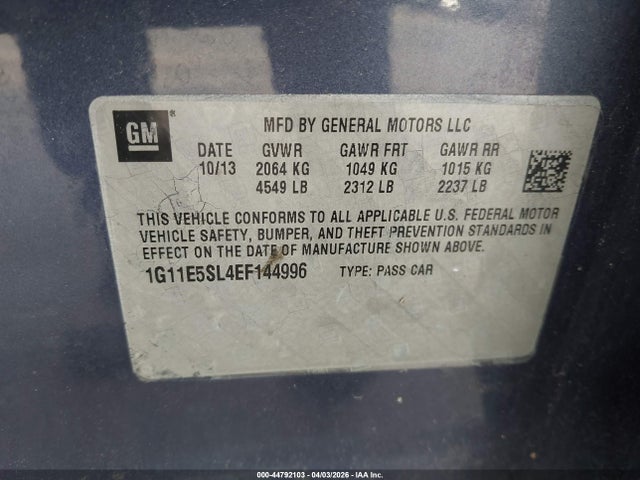 GM®
MFD BY GENERAL MOTORS LLC
DATE GVWR GAWR FRT GAWR RR
10/13 2064 KG 1049 KG 1015 KG
4549 LB 2312 LB 2237 LB
THIS VEHICLE CONFORMS TO ALL APPLICABLE U.S. FEDERAL MOTOR
VEHICLE SAFETY, BUMPER, AND THEFT PREVENTION STANDARDS IN
EFFECT ON THE DATE OF MANUFACTURE SHOWN ABOVE.
1G11E5SL4EF144996 TYPE: PASS CAR
000-44792103 - 04/03/2026 - IAA Inc.